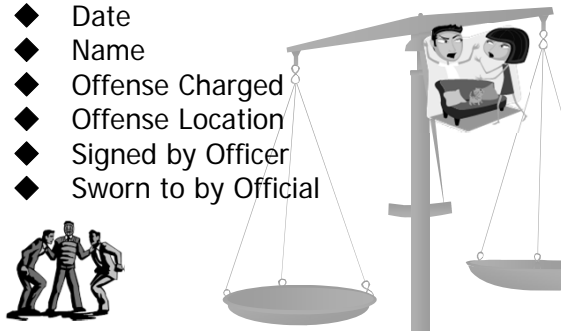 ◆ Date
◆ Name
◆ Offense Charged
◆ Offense Location
◆ Signed by Officer
◆ Sworn to by Official